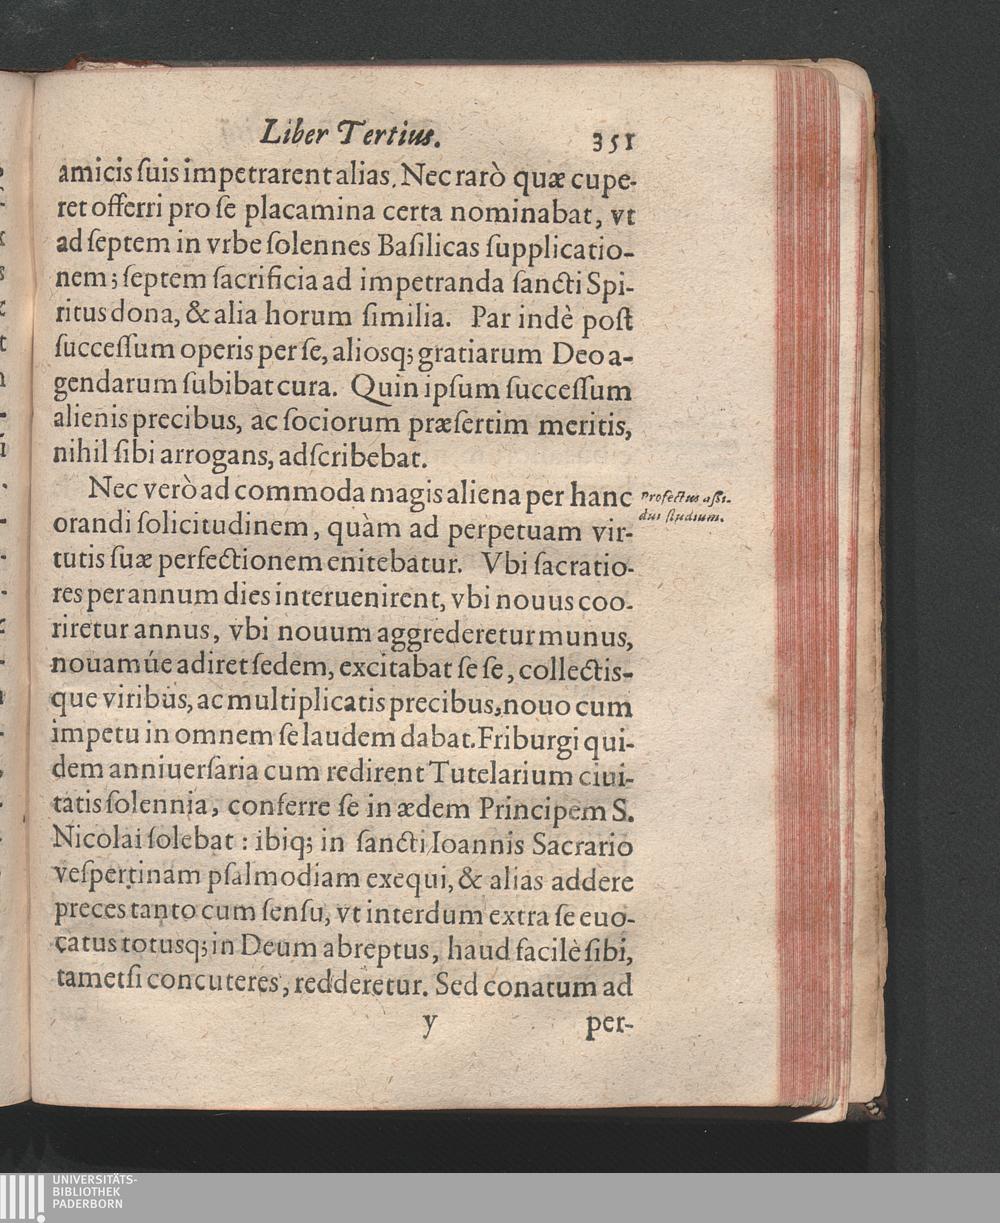 Liber Tertius. 351
amicis ſuis impetrarent alias. Nec rarò quæ cupe-
ret offerri pro ſe placamina certa nominabat, vt
ad ſeptem in vrbe ſolennes Baſilicas ſupplicatio-
nem; ſeptem ſacrificia ad impetranda ſancti Spi-
ritus dona, & alia horum ſimilia. Par indè poſt
ſucceſſum operis per ſe, aliosq; gratiarum Deo a-
gendarum ſubibat cura. Quin ipſum ſucceſſum
alienis precibus, ac ſociorum præſertim meritis,
nihil ſibi arrogans, adſcribebat.
Nec verò ad commoda magis aliena per hanc
Profectus aſſi-
dui ſtudium.
orandi ſolicitudinem, quàm ad perpetuam vir-
tutis ſuæ perfectionem enitebatur. Vbi ſacratio-
res per annum dies interuenirent, vbi nouus coo-
riretur annus, vbi nouum aggrederetur munus,
nouamúe adiret ſedem, excitabat ſe ſe, collectis-
que viribus, ac multiplicatis precibus, nouo cum
impetu in omnem ſe laudem dabat. Friburgi qui-
dem anniuerſaria cum redirent Tutelarium ciui-
tatis ſolennia, conferre ſe in ædem Principem S.
Nicolai ſolebat: ibiq; in ſancti Ioannis Sacrario
veſpertinam pſalmodiam exequi, & alias addere
preces tanto cum ſenſu, vt interdum extra ſe euo-
catus totusq; in Deum abreptus, haud facilè ſibi,
tametſi concuteres, redderetur. Sed conatum ad
y per-
UNIVERSITÄTS-
BIBLIOTHEK
PADERBORN